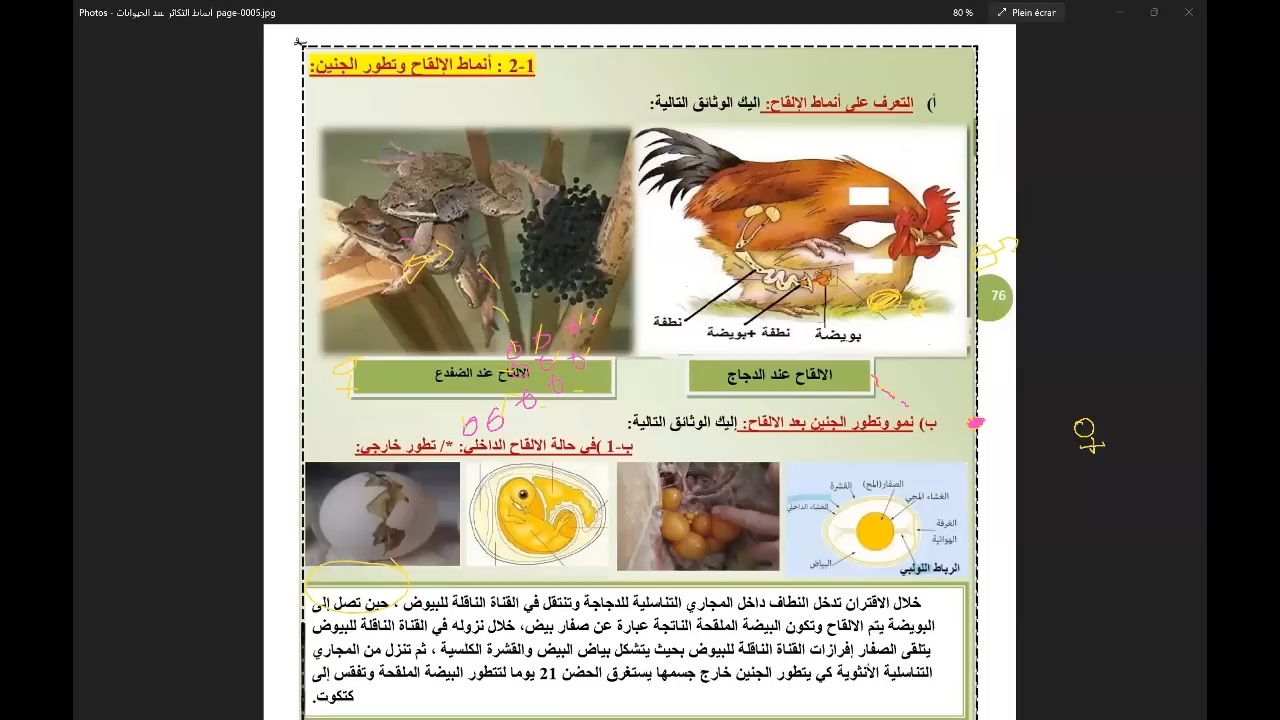 Photos - انماط التكاثر عند الحيوانات page-0005.jpg
80 %
Plein écran
1-2 : أنماط الإلقاح وتطور الجنين:
أ) التعرف على أنماط الإلقاح: إليك الوثائق التالية:
76
نطفة
نطفة +بويضة
بويضة
الالقاح عند الدجاج
الالقاح عند الضفدع
ب) نمو وتطور الجنين بعد الالقاح: إليك الوثائق التالية:
ب-1 )في حالة الالقاح الداخلي: */ تطور خارجي:
الصفار(المح)
القشرة
الغشاء المحي
الغشاء الداخلي
الغرفة
الهوائية
البياض
الرباط اللولبي
خلال الاقتران تدخل النطاف داخل المجاري التناسلية للدجاجة وتنتقل في القناة الناقلة للبيوض ، حين تصل إلى
البويضة يتم الالقاح وتكون البيضة الملقحة الناتجة عبارة عن صفار بيض، خلال نزوله في القناة الناقلة للبيوض
يتلقى الصفار إفرازات القناة الناقلة للبيوض بحيث يتشكل بياض البيض والقشرة الكلسية ، ثم تنزل من المجاري
التناسلية الأنثوية كي يتطور الجنين خارج جسمها يستغرق الحضن 21 يوما لتتطور البيضة الملقحة وتفقس إلى
كتكوت.